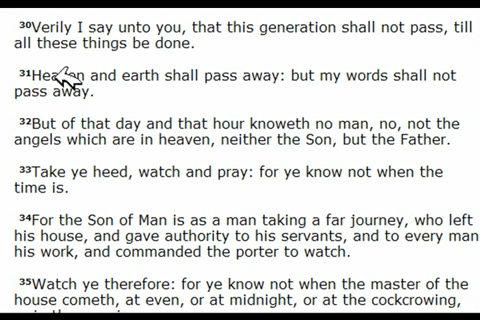 30Verily I say unto you, that this generation shall not pass, till
all these things be done.
31Heaven and earth shall pass away: but my words shall not
pass away.
32But of that day and that hour knoweth no man, no, not the
angels which are in heaven, neither the Son, but the Father.
33Take ye heed, watch and pray: for ye know not when the
time is.
34For the Son of Man is as a man taking a far journey, who left
his house, and gave authority to his servants, and to every man
his work, and commanded the porter to watch.
35Watch ye therefore: for ye know not when the master of the
house cometh, at even, or at midnight, or at the cockcrowing,